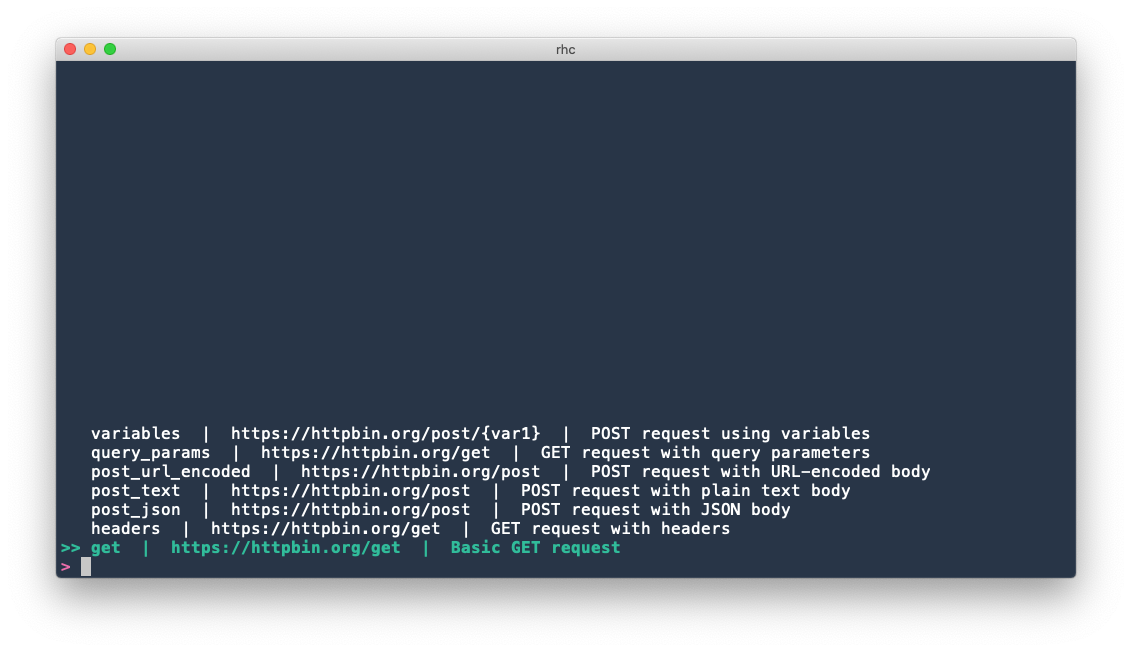 rhc
variables | https://httpbin.org/post/{var1} | POST request using variables
query_params | https://httpbin.org/get | GET request with query parameters
post_url_encoded | https://httpbin.org/post | POST request with URL-encoded body
post_text | https://httpbin.org/post | POST request with plain text body
post_json | https://httpbin.org/post | POST request with JSON body
headers | https://httpbin.org/get | GET request with headers
>> get | https://httpbin.org/get | Basic GET request
>